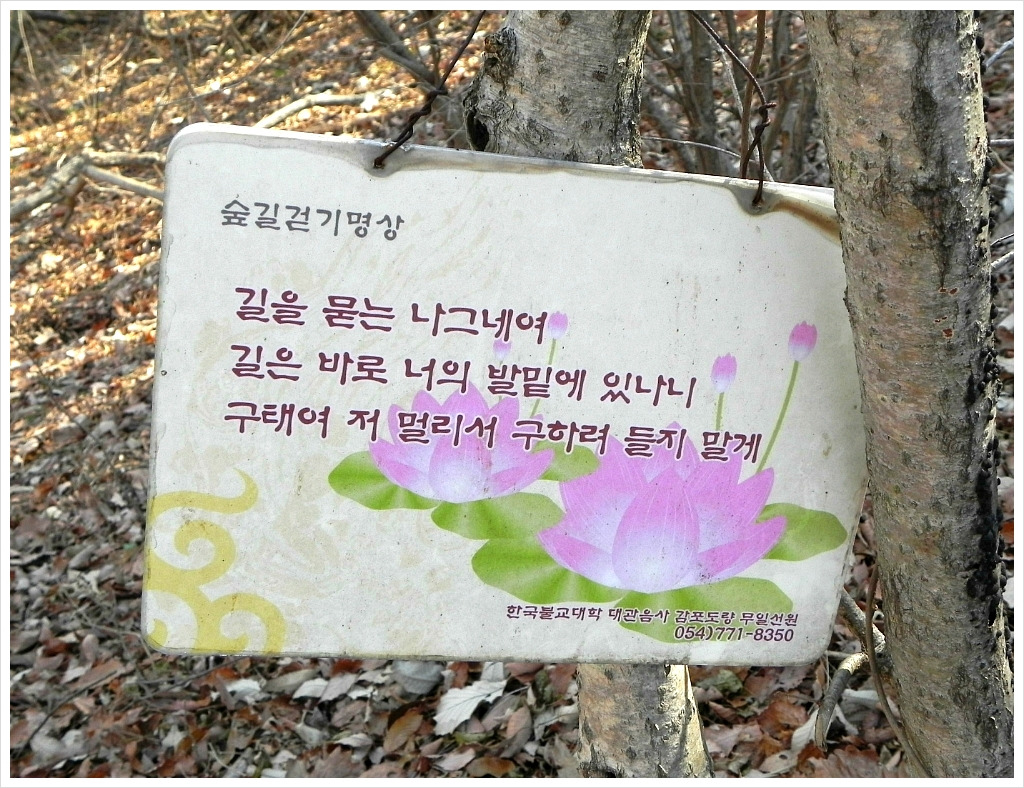 숲길걷기명상
길을 묻는 나그네여
길은 바로 너의 발밑에 있나니
구태여 저 멀리서 구하려 들지 말게
한국불교대학 대관음사 감포도량 무일선원
054)771-8350